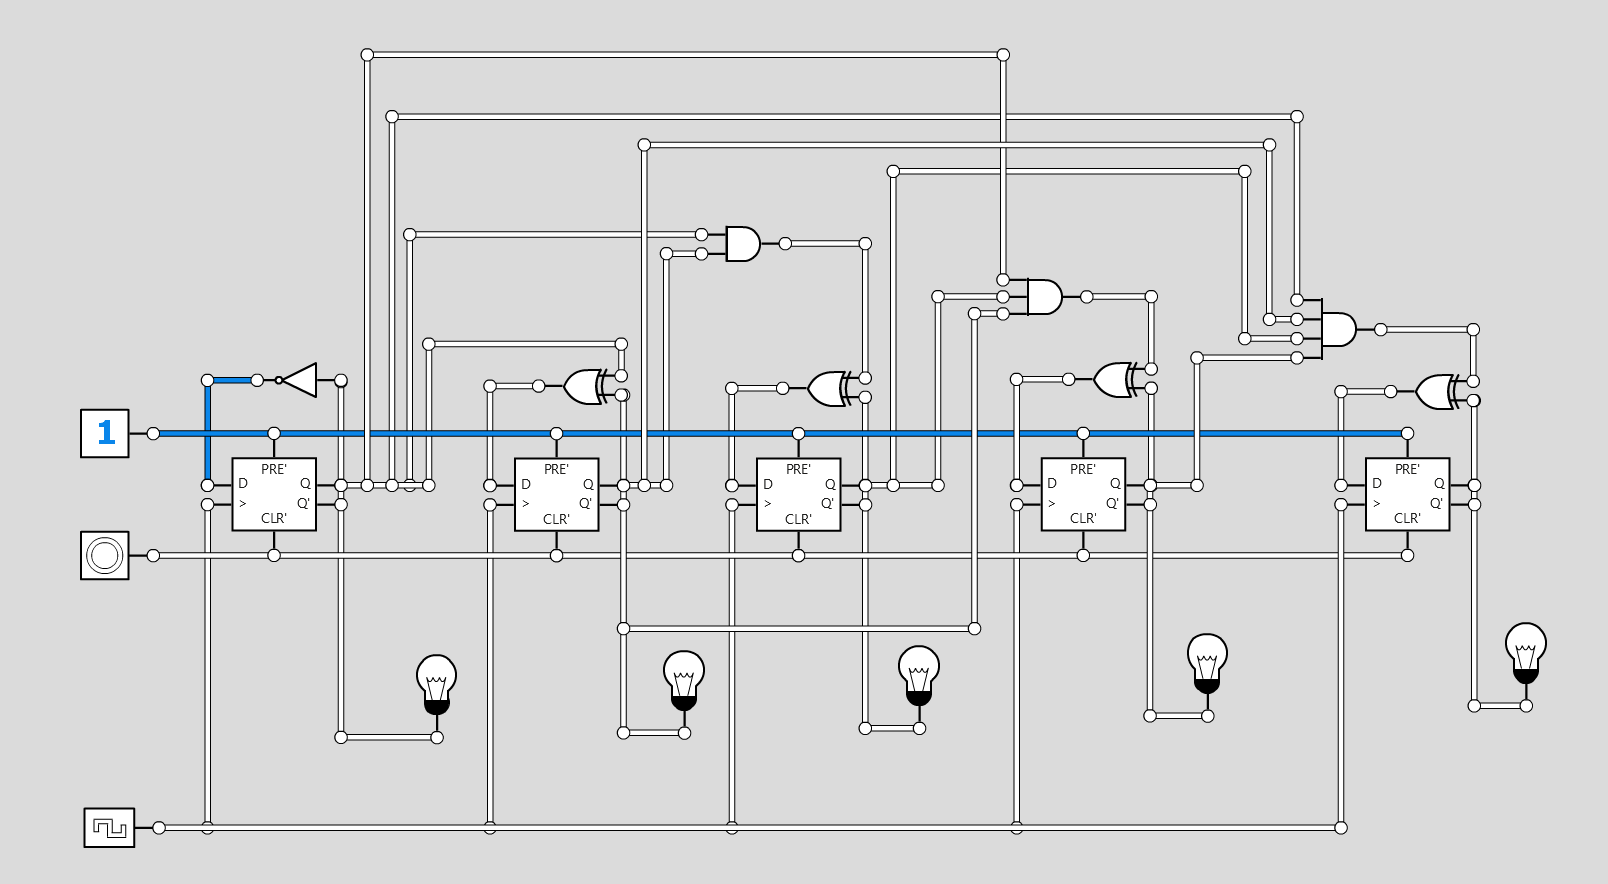 1
PRE'
D Q
> Q'
CLR'
PRE'
D Q
> Q'
CLR'
PRE'
D Q
> Q'
CLR'
PRE'
D Q
> Q'
CLR'
PRE'
D Q
> Q'
CLR'